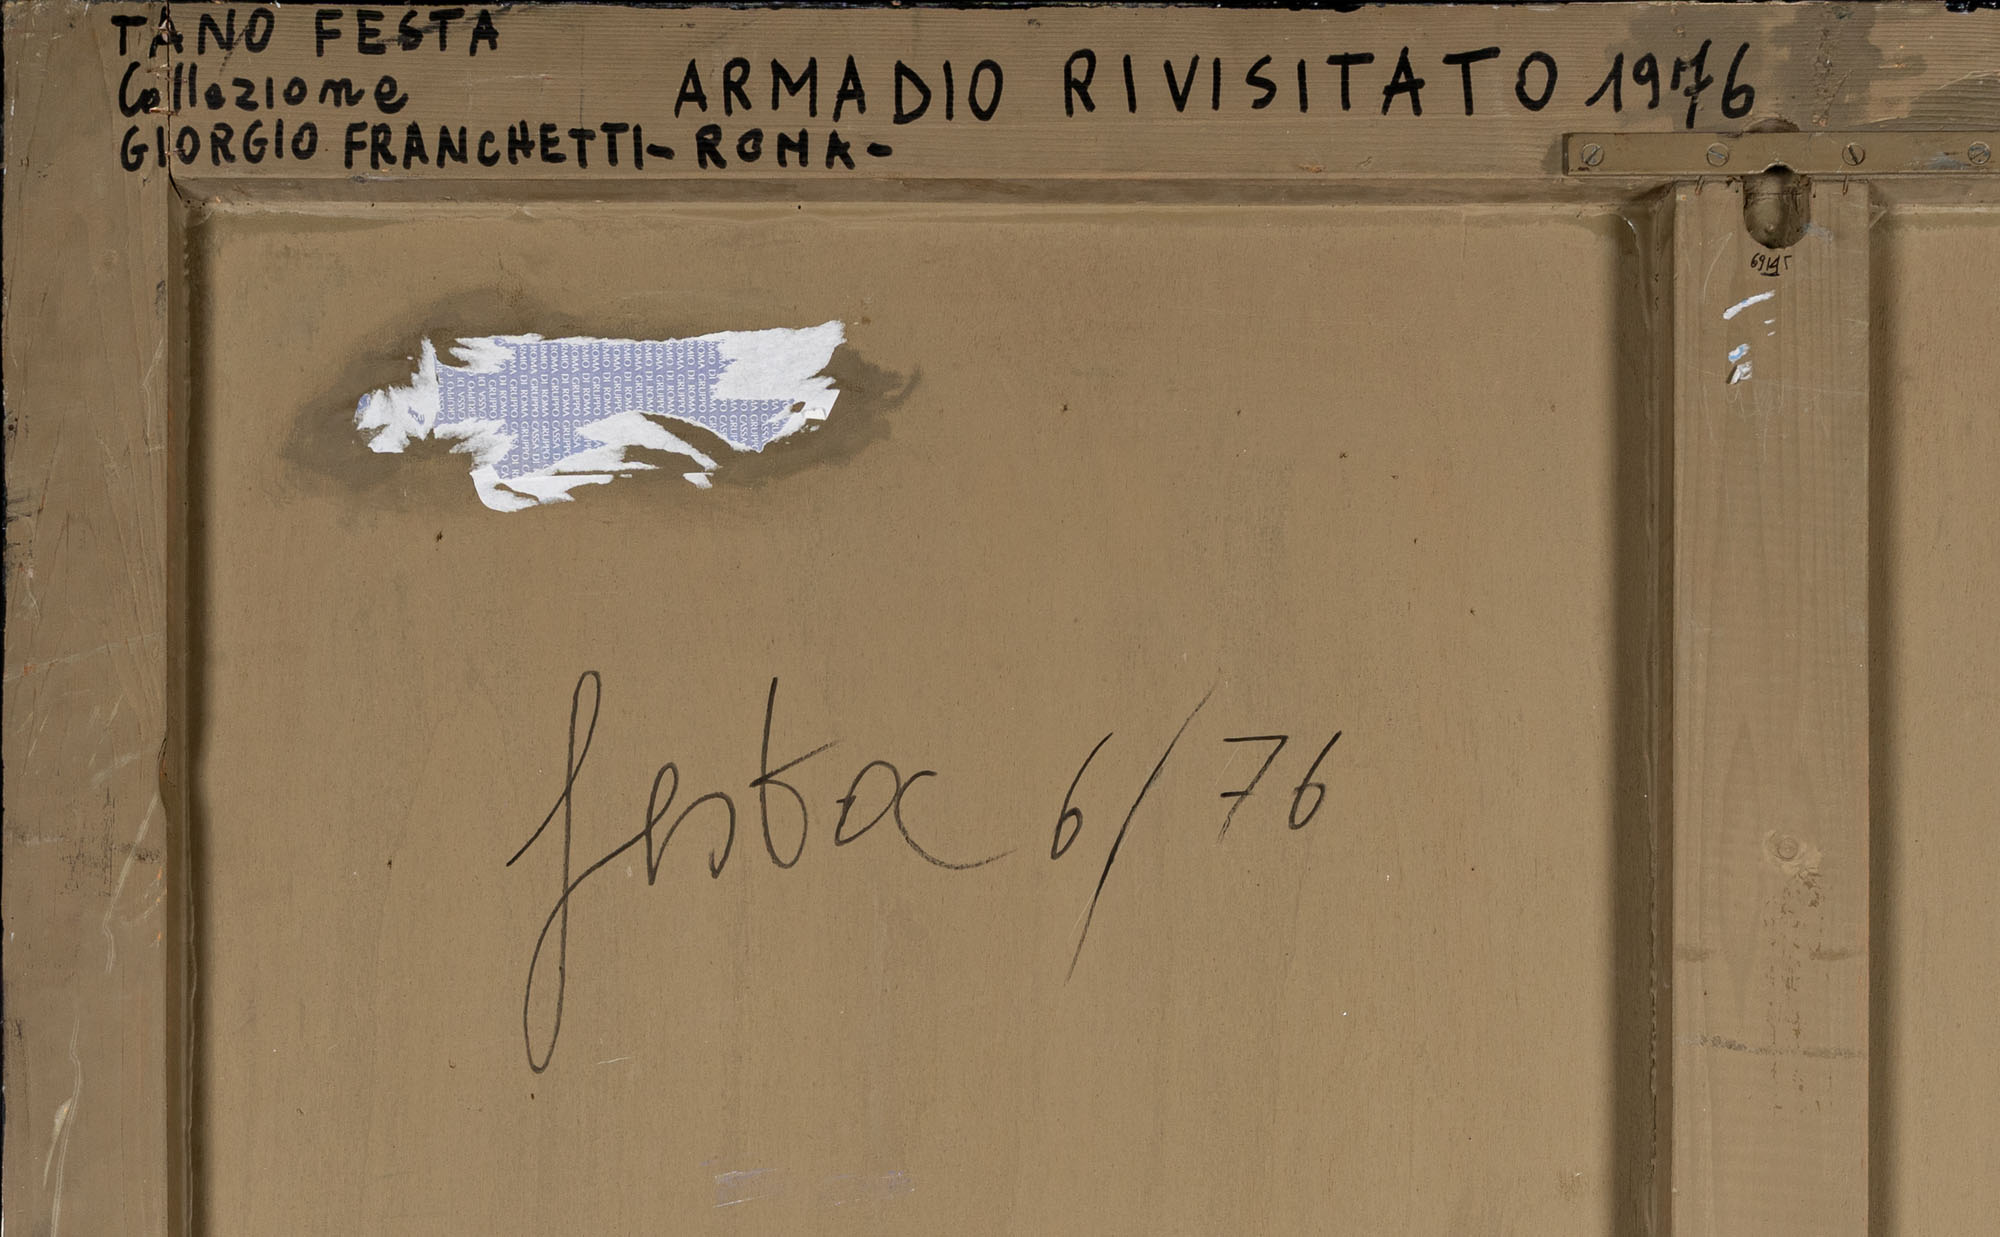 TANO FESTA
Collezione
GIORGIO FRANCHETTI - ROMA -
ARMADIO RIVISITATO 1976
festa 6/76